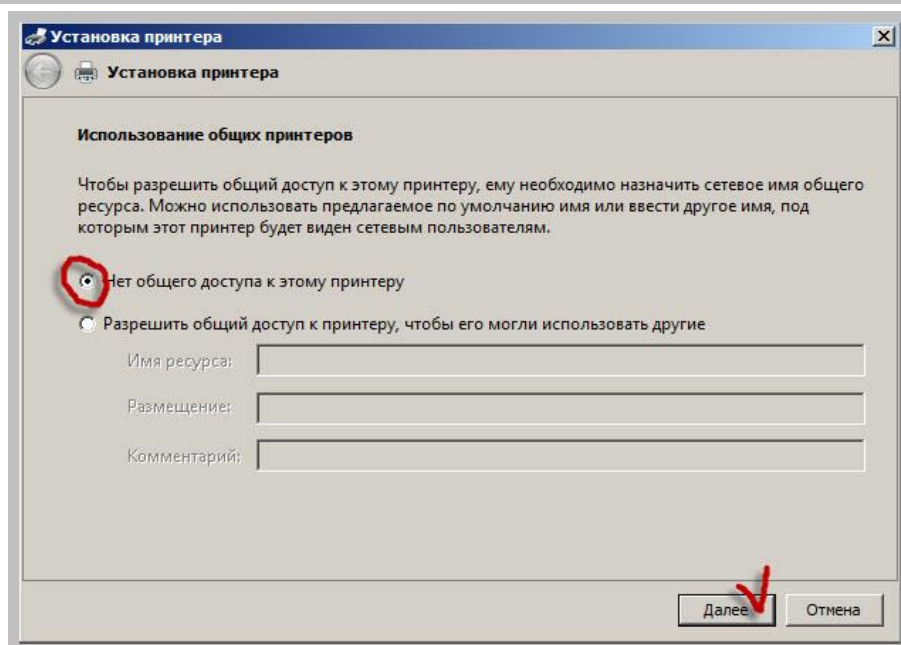 Установка принтера
Установка принтера
Использование общих принтеров
Чтобы разрешить общий доступ к этому принтеру, ему необходимо назначить сетевое имя общего
ресурса. Можно использовать предлагаемое по умолчанию имя или ввести другое имя, под
которым этот принтер будет виден сетевым пользователям.
Нет общего доступа к этому принтеру
Разрешить общий доступ к принтеру, чтобы его могли использовать другие
Имя ресурса:
Размещение:
Комментарий:
Далее
Отмена